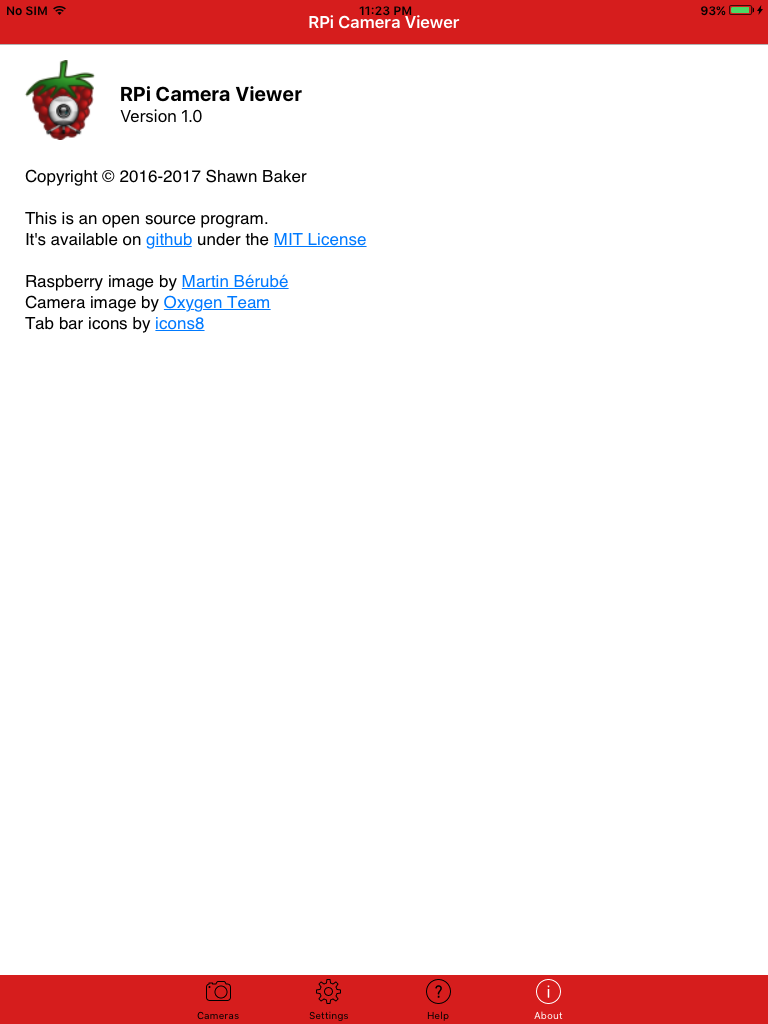 No SIM 11:23 PM 93%
RPi Camera Viewer
RPi Camera Viewer
Version 1.0
Copyright © 2016-2017 Shawn Baker
This is an open source program.
It's available on github under the MIT License
Raspberry image by Martin Bérubé
Camera image by Oxygen Team
Tab bar icons by icons8
Cameras Settings Help About